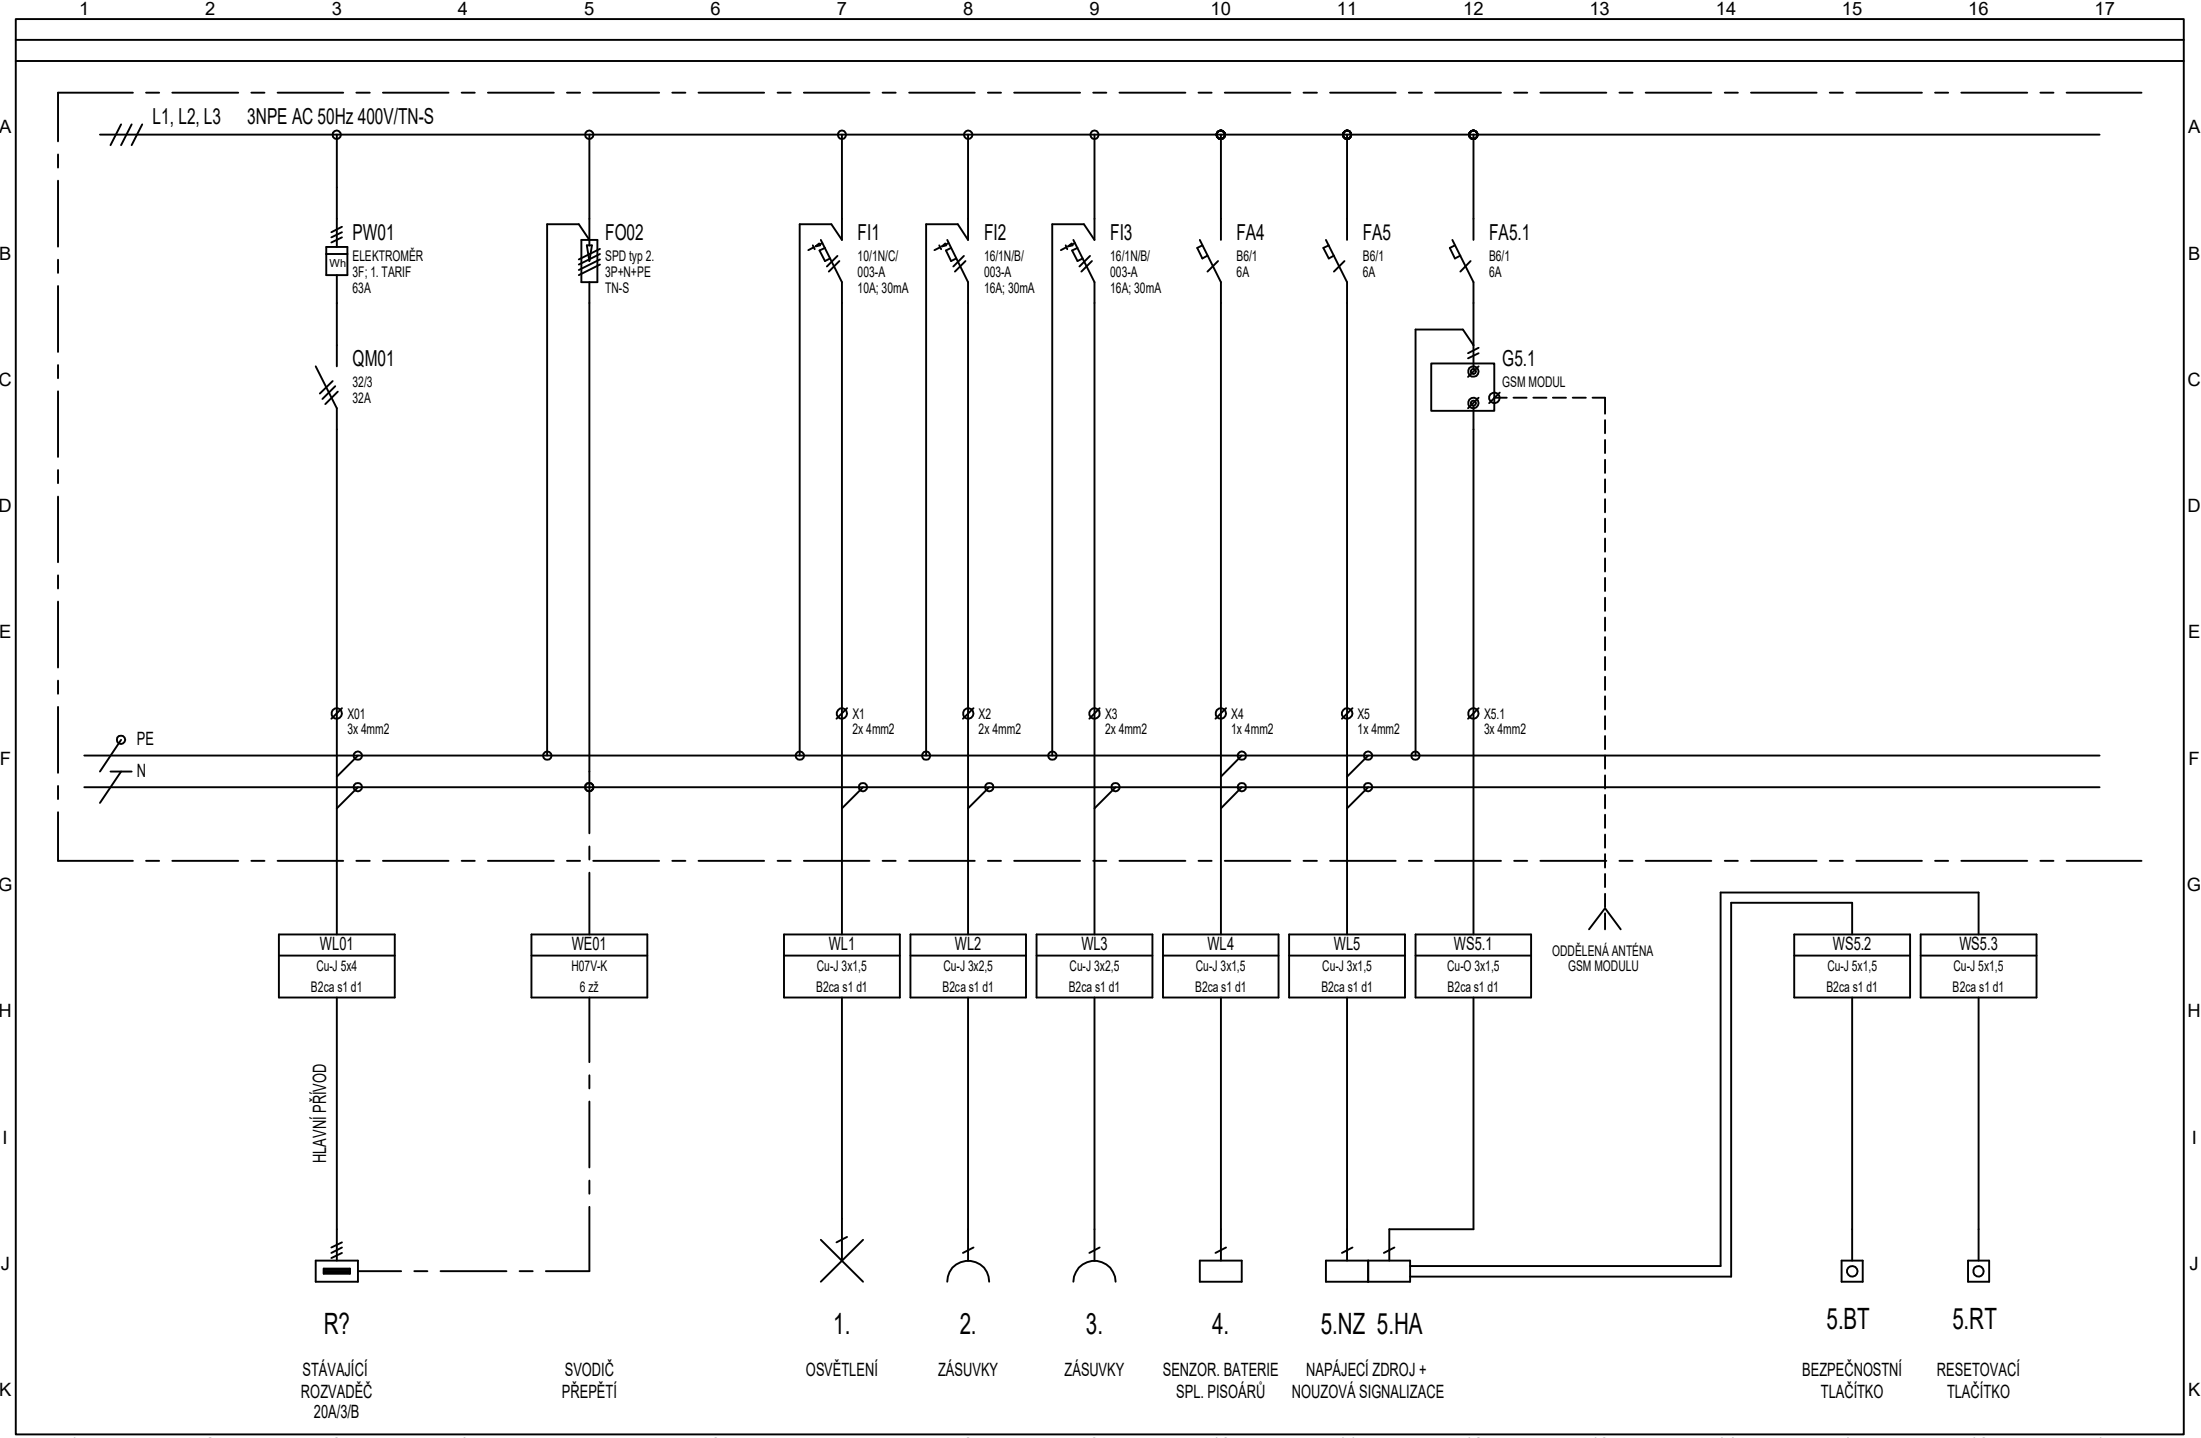 1 2 3 4 5 6 7 8 9 10 11 12 13 14 15 16 17
A L1, L2, L3 3NPE AC 50Hz 400V/TN-S A
B B
PW01
ELEKTROMĚR
3F; 1. TARIF
63A
Wh
FO02
SPD typ 2.
3P+N+PE
TN-S
FI1
10/1N/C/
003-A
10A; 30mA
FI2
16/1N/B/
003-A
16A; 30mA
FI3
16/1N/B/
003-A
16A; 30mA
FA4
B6/1
6A
FA5
B6/1
6A
FA5.1
B6/1
6A
C C
QM01
32/3
32A
G5.1
GSM MODUL
D D
E E
X01
3x 4mm2
X1
2x 4mm2
X2
2x 4mm2
X3
2x 4mm2
X4
1x 4mm2
X5
1x 4mm2
X5.1
3x 4mm2
PE
F F
N
G G
WL01
Cu-J 5x4
B2ca s1 d1
WE01
H07V-K
6 zž
WL1
Cu-J 3x1,5
B2ca s1 d1
WL2
Cu-J 3x2,5
B2ca s1 d1
WL3
Cu-J 3x2,5
B2ca s1 d1
WL4
Cu-J 3x1,5
B2ca s1 d1
WL5
Cu-J 3x1,5
B2ca s1 d1
WS5.1
Cu-O 3x1,5
B2ca s1 d1
ODDĚLENÁ ANTÉNA
GSM MODULU
WS5.2
Cu-J 5x1,5
B2ca s1 d1
WS5.3
Cu-J 5x1,5
B2ca s1 d1
H H
HLAVNÍ PŘÍVOD
I I
J J
R?
STÁVAJÍCÍ
ROZVADĚČ
20A/3/B
SVODIČ
PŘEPĚTÍ
1.
OSVĚTLENÍ
2.
ZÁSUVKY
3.
ZÁSUVKY
4.
SENZOR. BATERIE
SPL. PISOÁRŮ
5.NZ 5.HA
NAPÁJECÍ ZDROJ +
NOUZOVÁ SIGNALIZACE
5.BT
BEZPEČNOSTNÍ
TLAČÍTKO
5.RT
RESETOVACÍ
TLAČÍTKO
K K